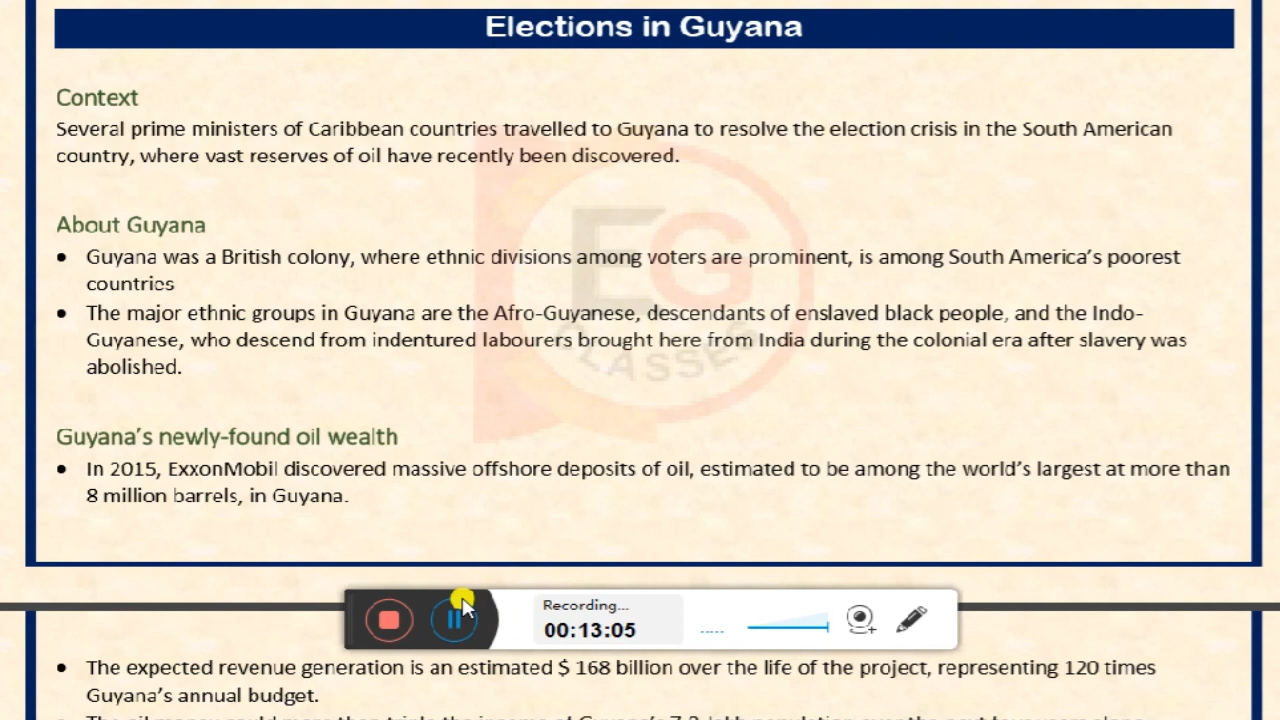 Elections in Guyana
Context
Several prime ministers of Caribbean countries travelled to Guyana to resolve the election crisis in the South American
country, where vast reserves of oil have recently been discovered.
About Guyana
• Guyana was a British colony, where ethnic divisions among voters are prominent, is among South America's poorest
countries
• The major ethnic groups in Guyana are the Afro-Guyanese, descendants of enslaved black people, and the Indo-
Guyanese, who descend from indentured labourers brought here from India during the colonial era after slavery was
abolished.
EG
CLASSES
Guyana's newly-found oil wealth
• In 2015, ExxonMobil discovered massive offshore deposits of oil, estimated to be among the world's largest at more than
8 million barrels, in Guyana.
Recording...
00:13:05
• The expected revenue generation is an estimated $ 168 billion over the life of the project, representing 120 times
Guyana's annual budget.